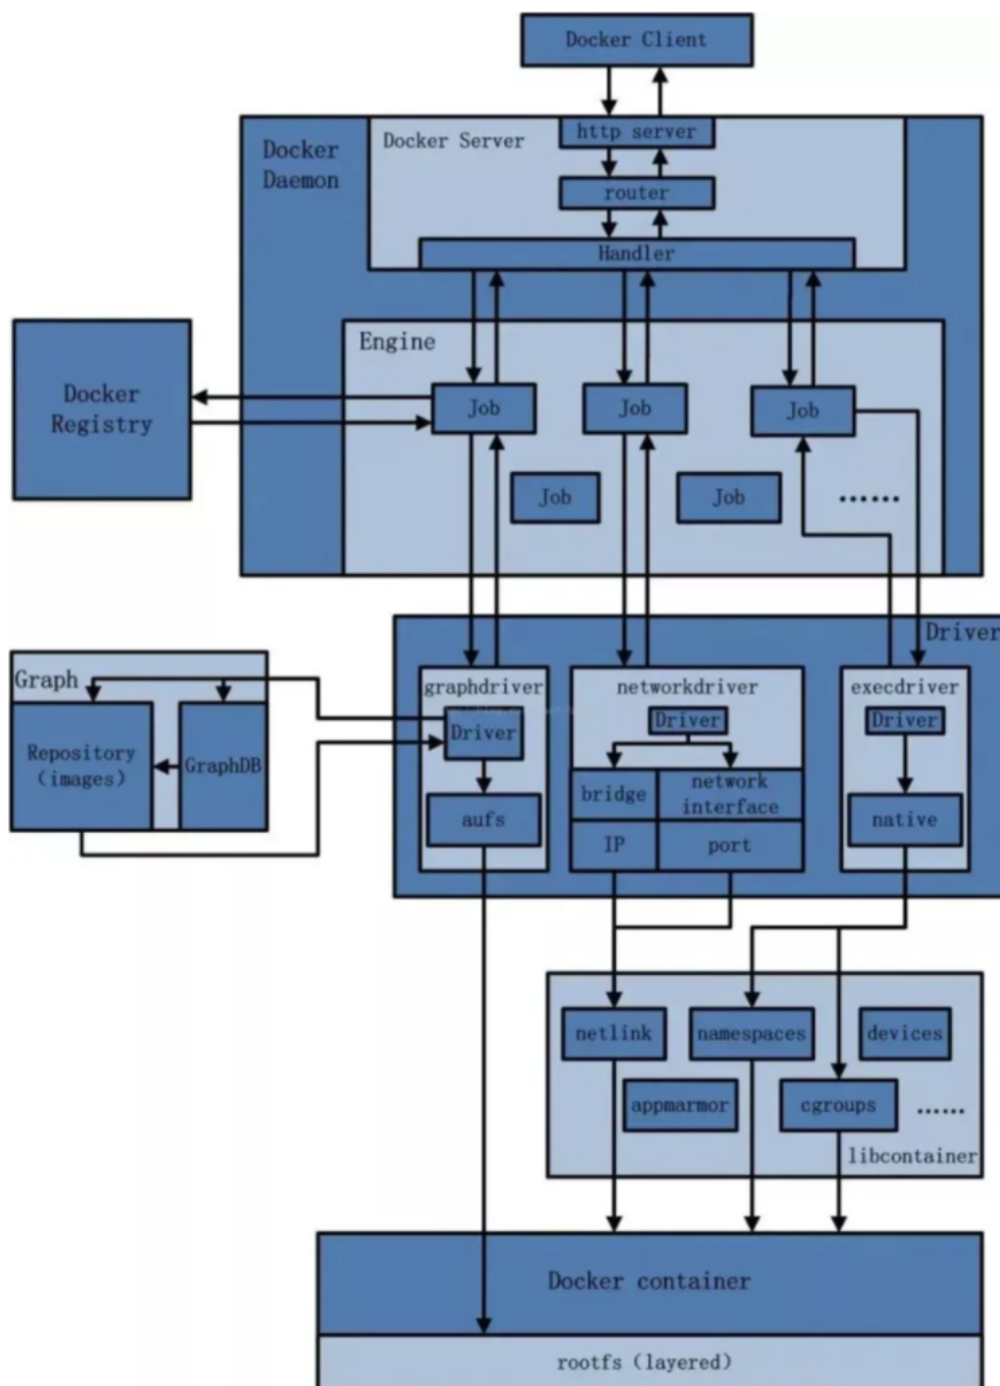 Docker Client
Docker
Daemon
Docker Server
http server
router
Handler
Engine
Docker
Registry
Job
Job
Job
Job
Job
......
Driver
Graph
Repository
(images)
GraphDB
graphdriver
Driver
aufs
networkdriver
Driver
bridge
network
interface
IP
port
execdriver
Driver
native
netlink
namespaces
devices
appmarmor
cgroups
......
libcontainer
Docker container
rootfs (layered)